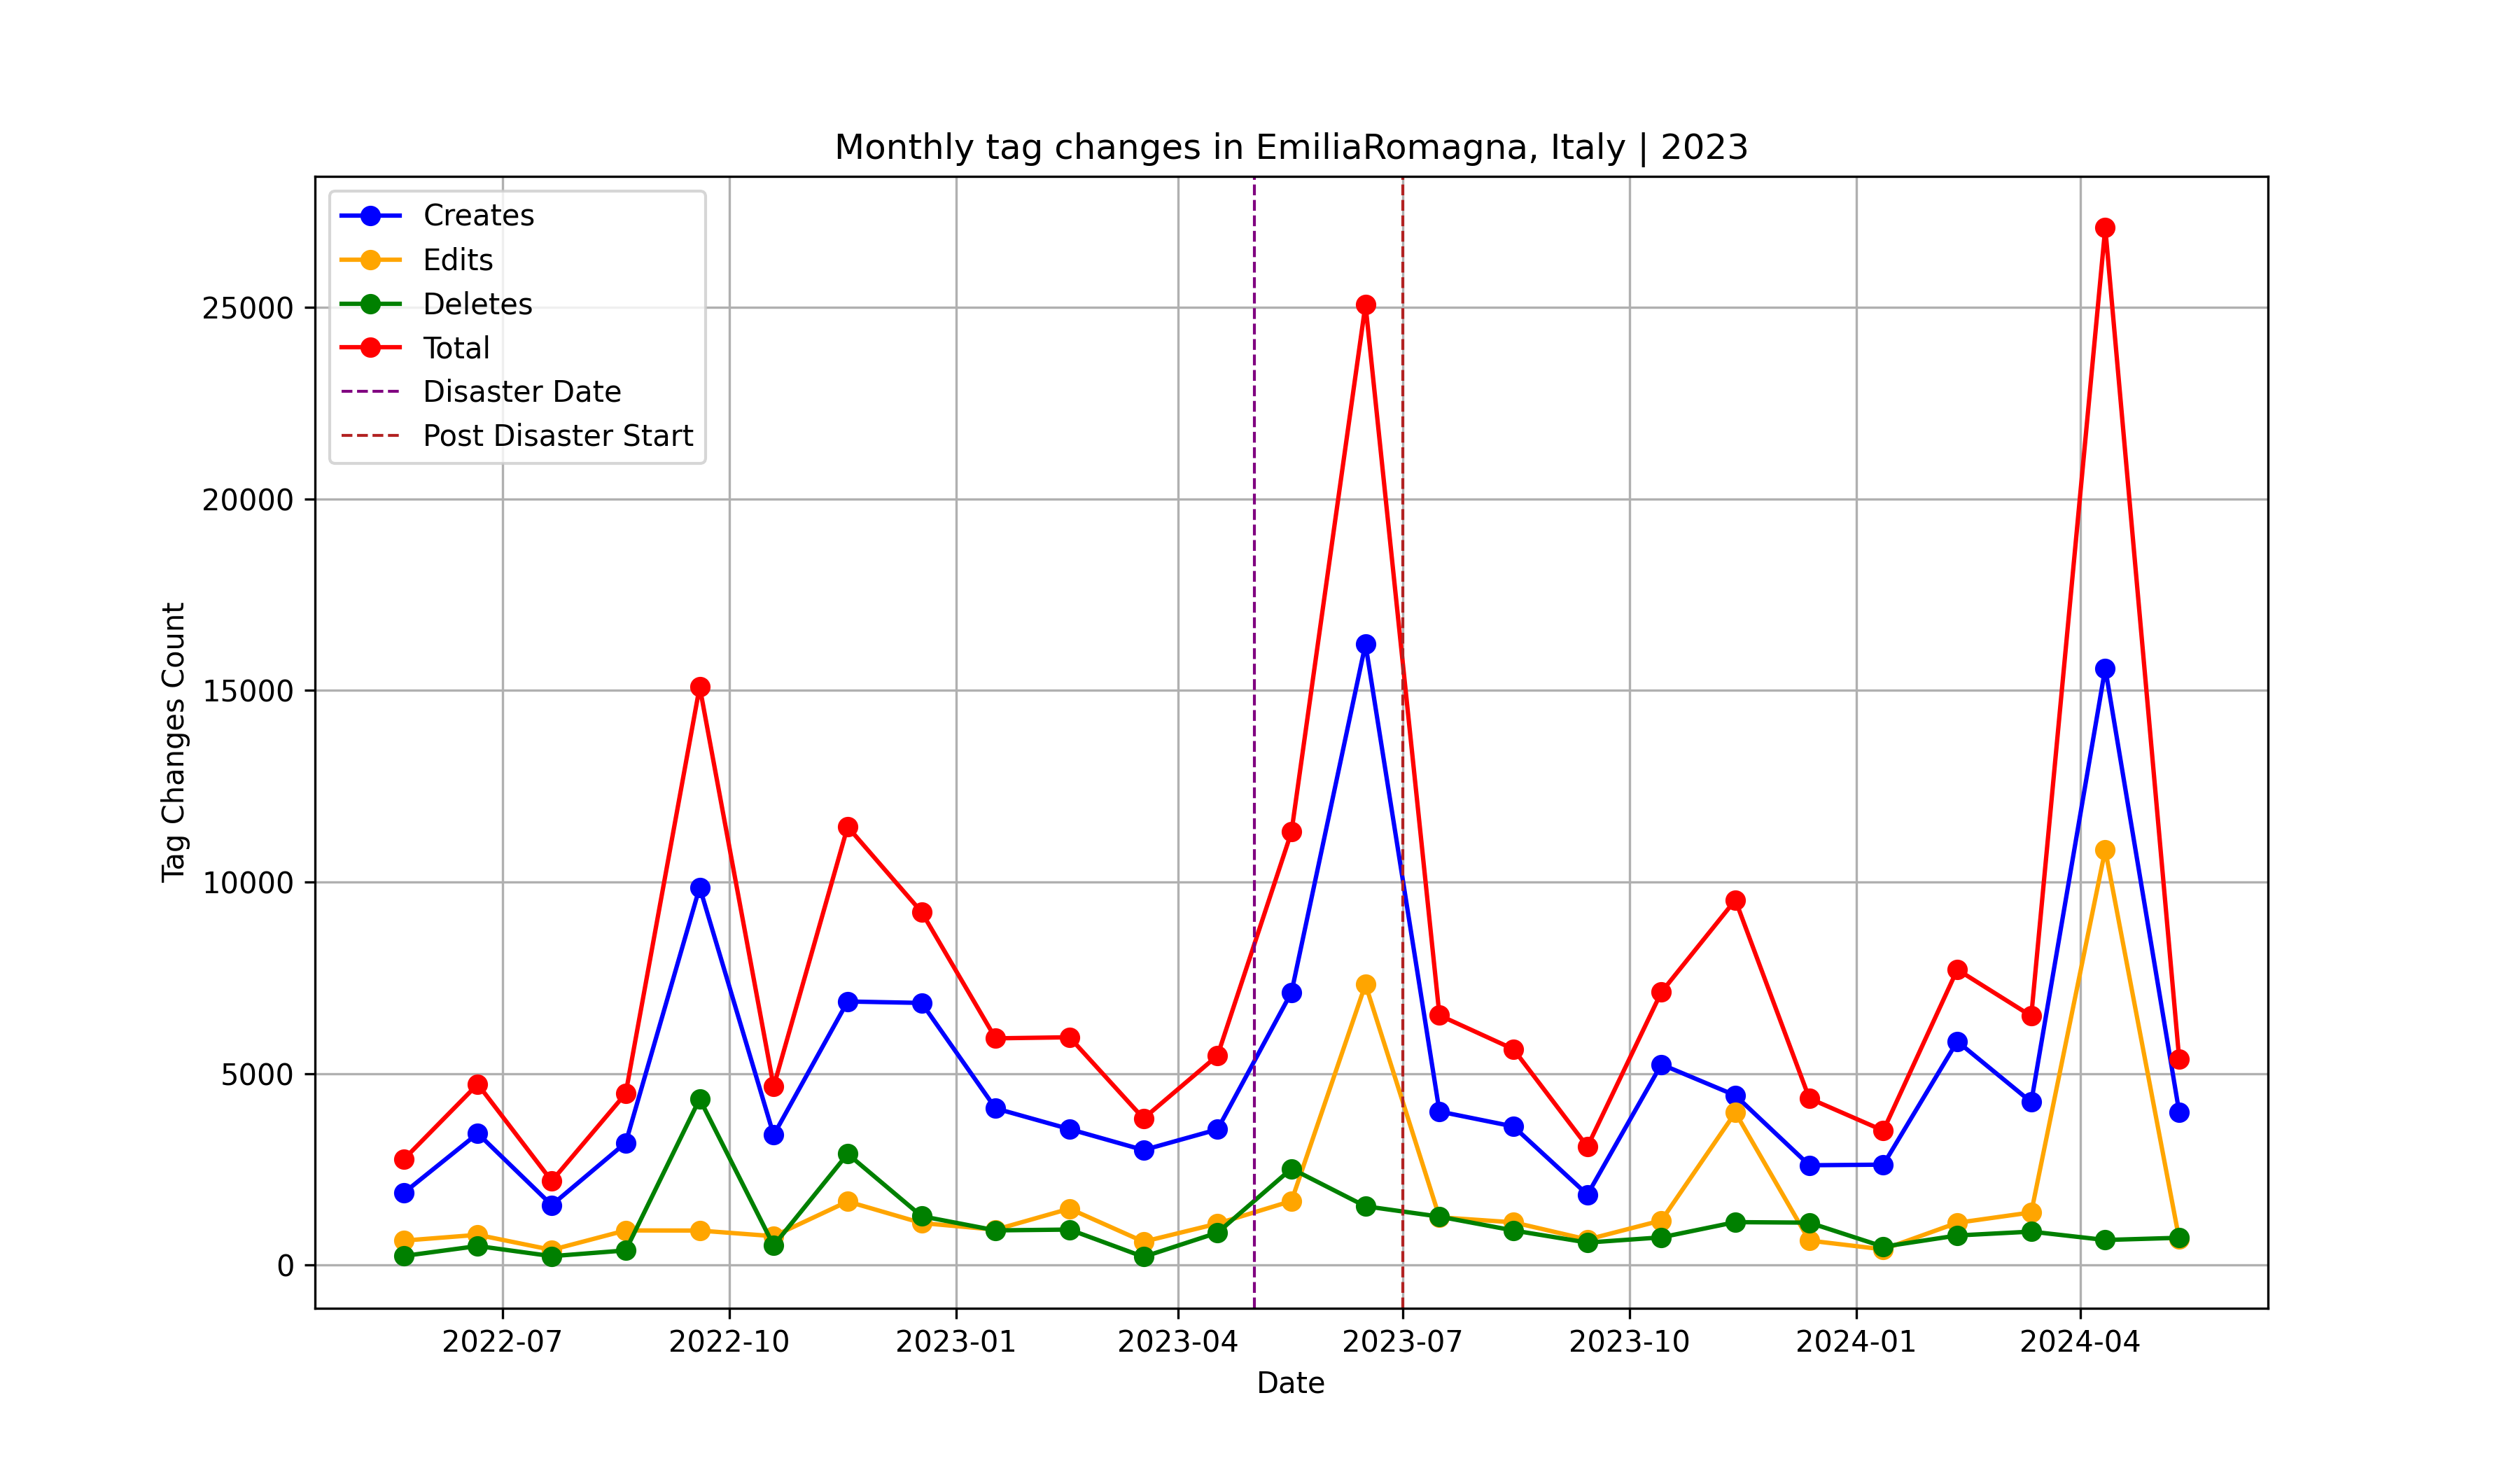 Monthly tag changes in EmiliaRomagna, Italy | 2023
Creates
Edits
Deletes
Total
Disaster Date
Post Disaster Start
Tag Changes Count
25000
20000
15000
10000
5000
0
2022-07
2022-10
2023-01
2023-04
2023-07
2023-10
2024-01
2024-04
Date